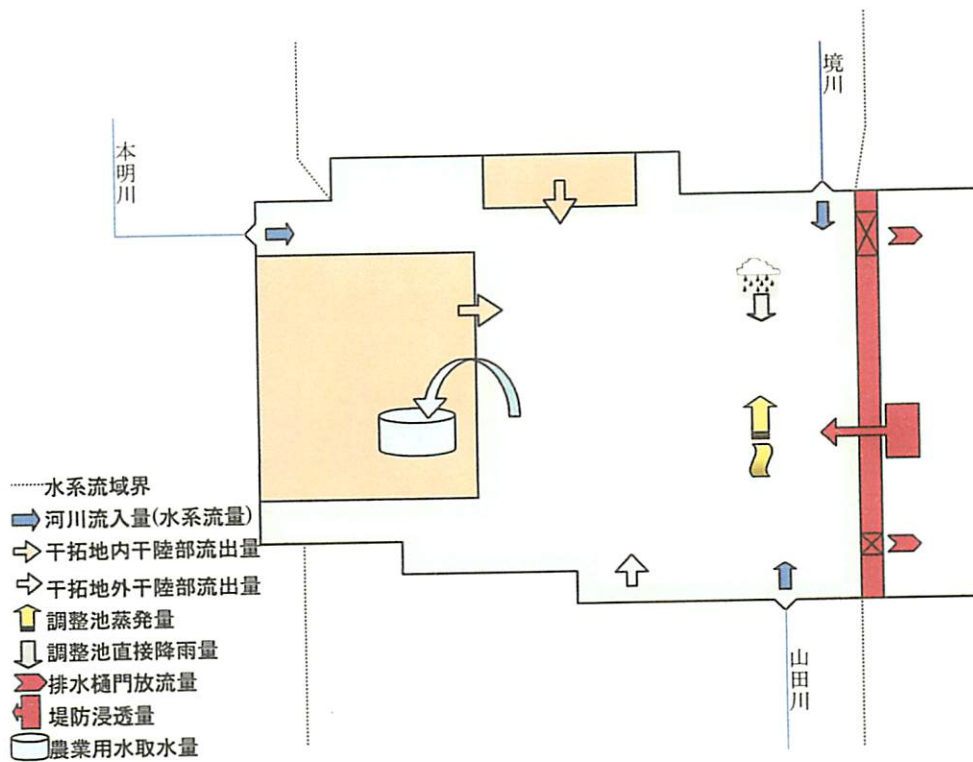 境川
本明川
山田川
水系流域界
河川流入量(水系流量)
干拓地内干陸部流出量
干拓地外干陸部流出量
調整池蒸発量
調整池直接降雨量
排水樋門放流量
堤防浸透量
農業用水取水量